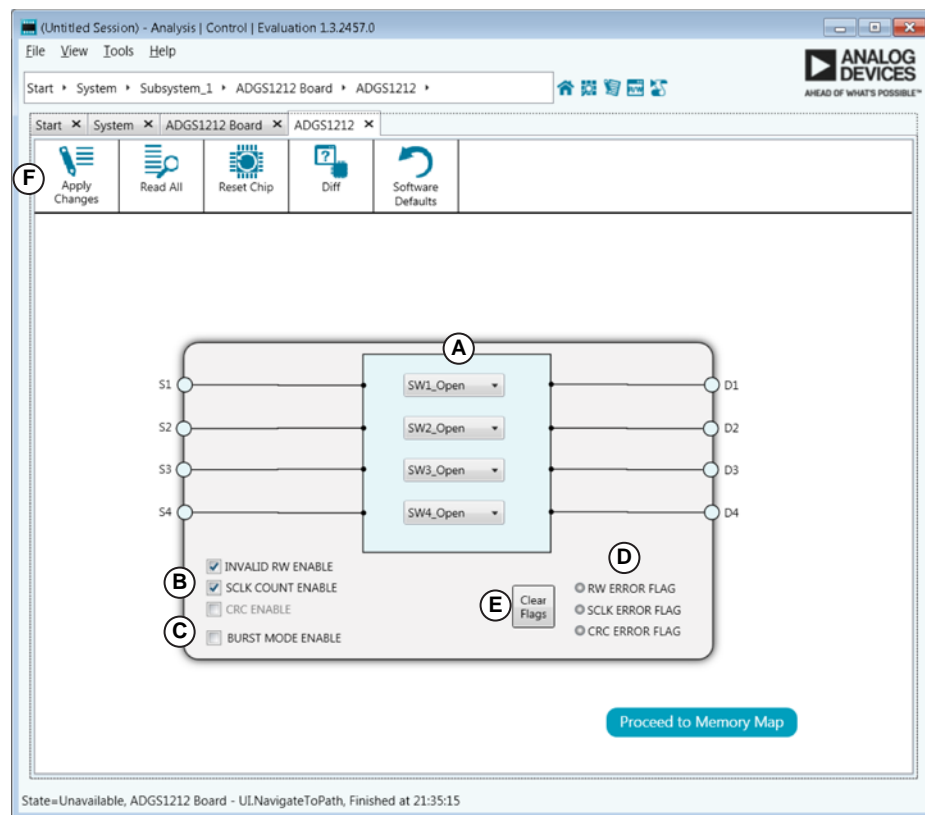 (Untitled Session) - Analysis | Control | Evaluation 1.3.2457.0
File View Tools Help
ANALOG
DEVICES
AHEAD OF WHAT'S POSSIBLE™
Start System Subsystem_1 ADGS1212 Board ADGS1212
Start System ADGS1212 Board ADGS1212
F
Apply
Changes
Read All
Reset Chip
Diff
Software
Defaults
A
S1 SW1_Open D1
S2 SW2_Open D2
S3 SW3_Open D3
S4 SW4_Open D4
B
INVALID RW ENABLE
SCLK COUNT ENABLE
CRC ENABLE
C
BURST MODE ENABLE
E
Clear
Flags
D
RW ERROR FLAG
SCLK ERROR FLAG
CRC ERROR FLAG
Proceed to Memory Map
State=Unavailable, ADGS1212 Board - UI.NavigateToPath, Finished at 21:35:15